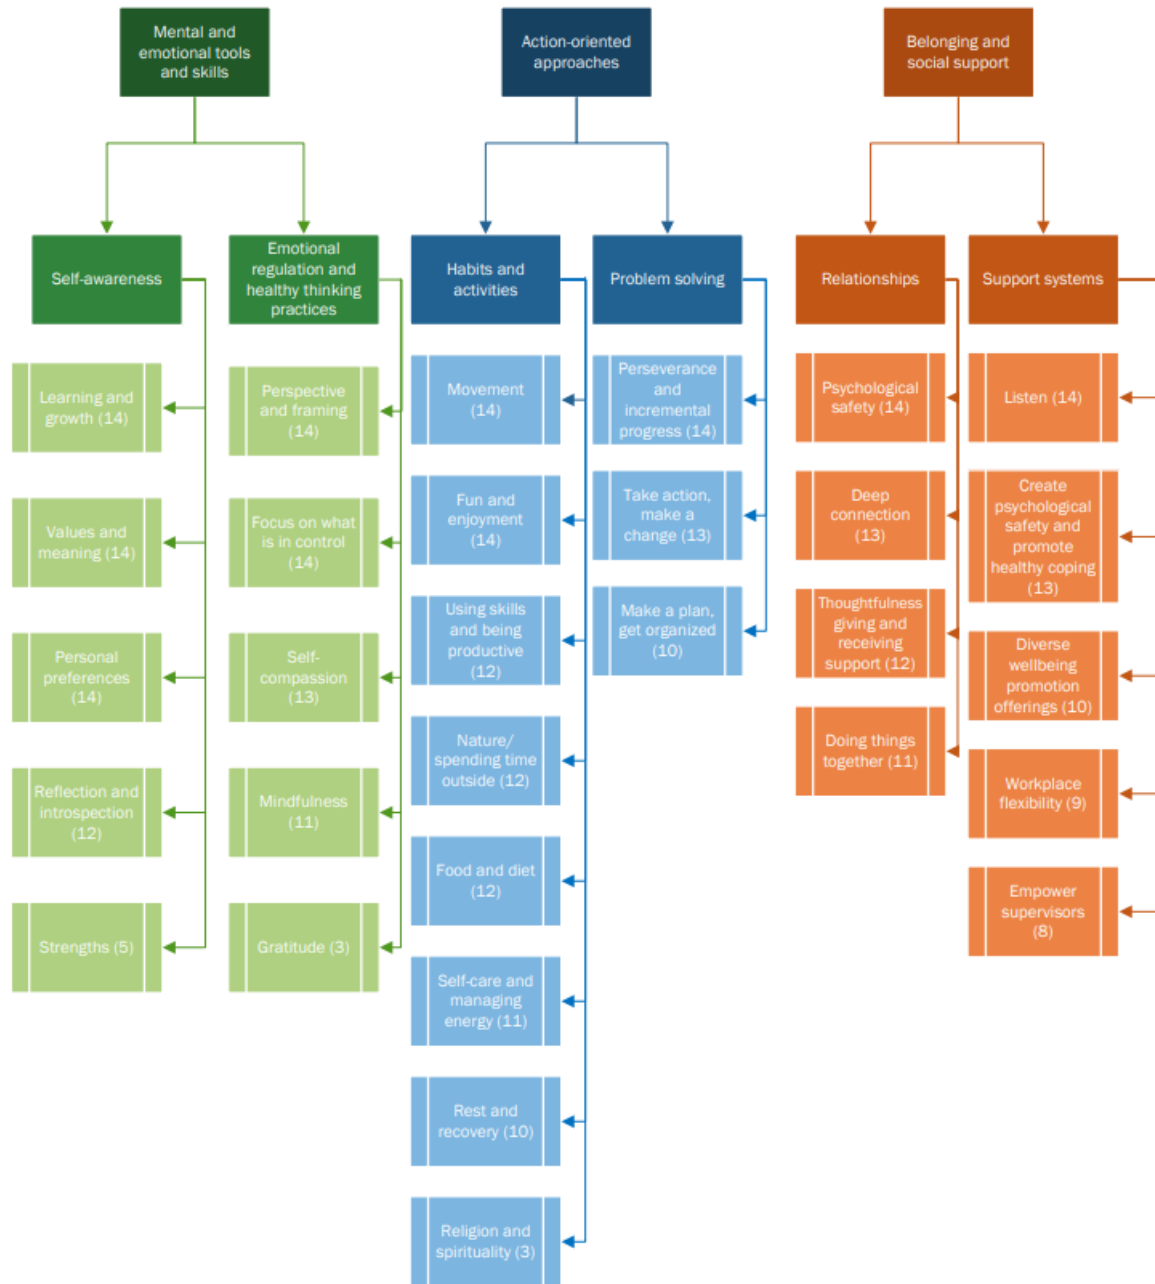 Mental and
emotional tools
and skills
Action-oriented
approaches
Belonging and
social support
Self-awareness
Emotional
regulation and
healthy thinking
practices
Habits and
activities
Problem solving
Relationships
Support systems
Learning and
growth (14)
Values and
meaning (14)
Personal
preferences
(14)
Reflection and
introspection
(12)
Strengths (5)
Perspective
and framing
(14)
Focus on what
is in control
(14)
Self-
compassion
(13)
Mindfulness
(11)
Gratitude (3)
Movement
(14)
Fun and
enjoyment
(14)
Using skills
and being
productive
(12)
Nature/
spending time
outside (12)
Food and diet
(12)
Self-care and
managing
energy (11)
Rest and
recovery (10)
Religion and
spirituality (3)
Perseverance
and
incremental
progress (14)
Take action,
make a
change (13)
Make a plan,
get organized
(10)
Psychological
safety (14)
Deep
connection
(13)
Thoughtfulness
giving and
receiving
support (12)
Doing things
together (11)
Listen (14)
Create
psychological
safety and
promote
healthy coping
(13)
Diverse
wellbeing
promotion
offerings (10)
Workplace
flexibility (9)
Empower
supervisors
(8)